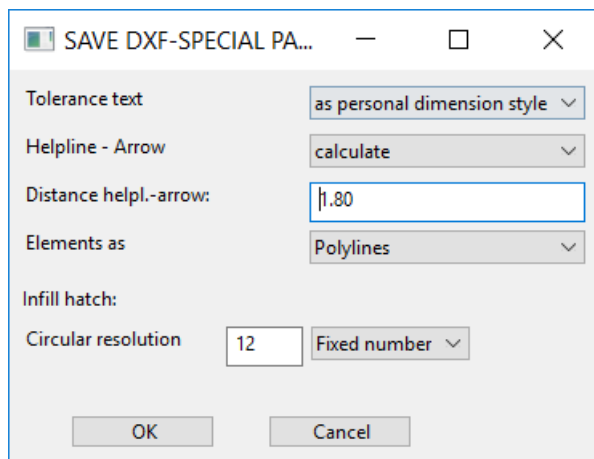 SAVE DXF-SPECIAL PA...
Tolerance text as personal dimension style
Helpline - Arrow calculate
Distance helpl.-arrow: 1.80
Elements as Polylines
Infill hatch:
Circular resolution 12 Fixed number
OK Cancel